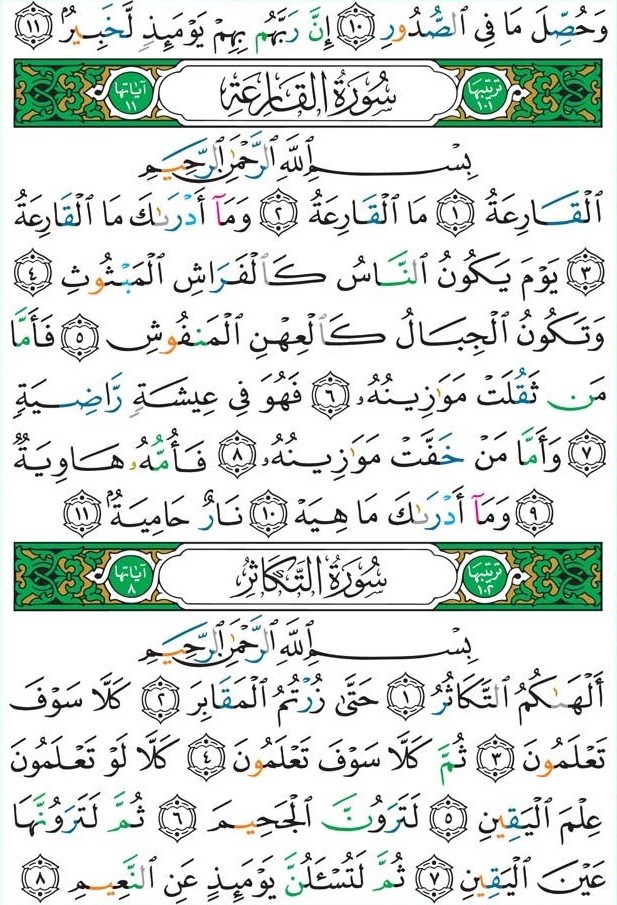 وَحُصِّلَ مَا فِى ٱلصُّدُورِ ١٠ إِنَّ رَبَّهُم بِهِمْ يَوْمَئِذٍ لَّخَبِيرٌۢ ١١
ترتيبها ١٠١ سُورَةُ القَارِعَةِ آياتها ١١
بِسْمِ ٱللَّهِ ٱلرَّحْمَٰنِ ٱلرَّحِيمِ
ٱلْقَارِعَةُ ١ مَا ٱلْقَارِعَةُ ٢ وَمَآ أَدْرَىٰكَ مَا ٱلْقَارِعَةُ
٣ يَوْمَ يَكُونُ ٱلنَّاسُ كَٱلْفَرَاشِ ٱلْمَبْثُوثِ ٤
وَتَكُونُ ٱلْجِبَالُ كَٱلْعِهْنِ ٱلْمَنفُوشِ ٥ فَأَمَّا
مَن ثَقُلَتْ مَوَٰزِينُهُۥ ٦ فَهُوَ فِى عِيشَةٍ رَّاضِيَةٍ
٧ وَأَمَّا مَنْ خَفَّتْ مَوَٰزِينُهُۥ ٨ فَأُمُّهُۥ هَاوِيَةٌ
٩ وَمَآ أَدْرَىٰكَ مَا هِيَهْ ١٠ نَارٌ حَامِيَةٌۢ ١١
ترتيبها ١٠٢ سُورَةُ التَّكَاثُرِ آياتها ٨
بِسْمِ ٱللَّهِ ٱلرَّحْمَٰنِ ٱلرَّحِيمِ
أَلْهَىٰكُمُ ٱلتَّكَاثُرُ ١ حَتَّىٰ زُرْتُمُ ٱلْمَقَابِرَ ٢ كَلَّا سَوْفَ
تَعْلَمُونَ ٣ ثُمَّ كَلَّا سَوْفَ تَعْلَمُونَ ٤ كَلَّا لَوْ تَعْلَمُونَ
عِلْمَ ٱلْيَقِينِ ٥ لَتَرَوُنَّ ٱلْجَحِيمَ ٦ ثُمَّ لَتَرَوُنَّهَا
عَيْنَ ٱلْيَقِينِ ٧ ثُمَّ لَتُسْـَٔلُنَّ يَوْمَئِذٍ عَنِ ٱلنَّعِيمِ ٨